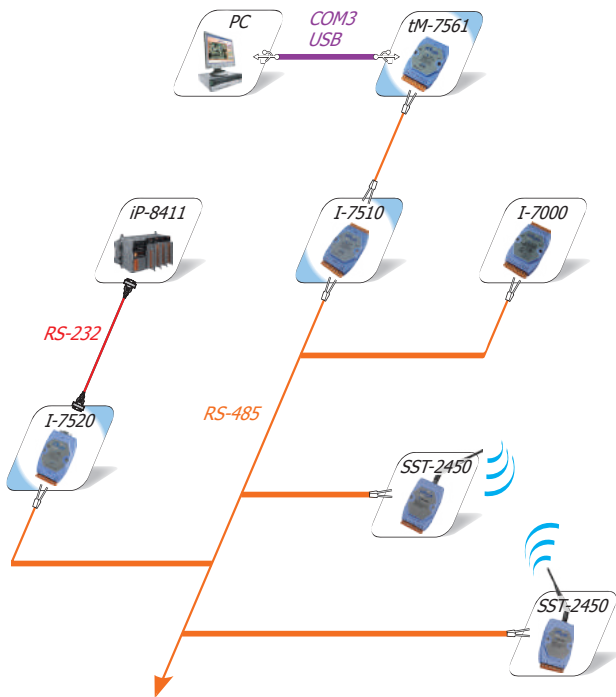 PC
COM3
USB
tM-7561
iP-8411
I-7510
I-7000
RS-232
RS-485
I-7520
SST-2450
SST-2450